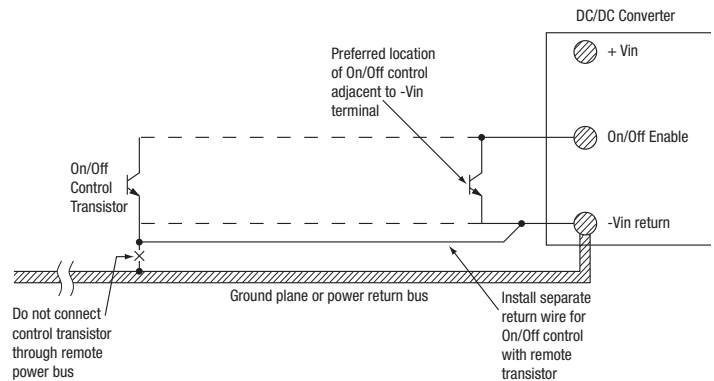 DC/DC Converter
+ Vin
Preferred location
of On/Off control
adjacent to -Vin
terminal
On/Off Enable
On/Off
Control
Transistor
-Vin return
Ground plane or power return bus
Do not connect
control transistor
through remote
power bus
Install separate
return wire for
On/Off control
with remote
transistor